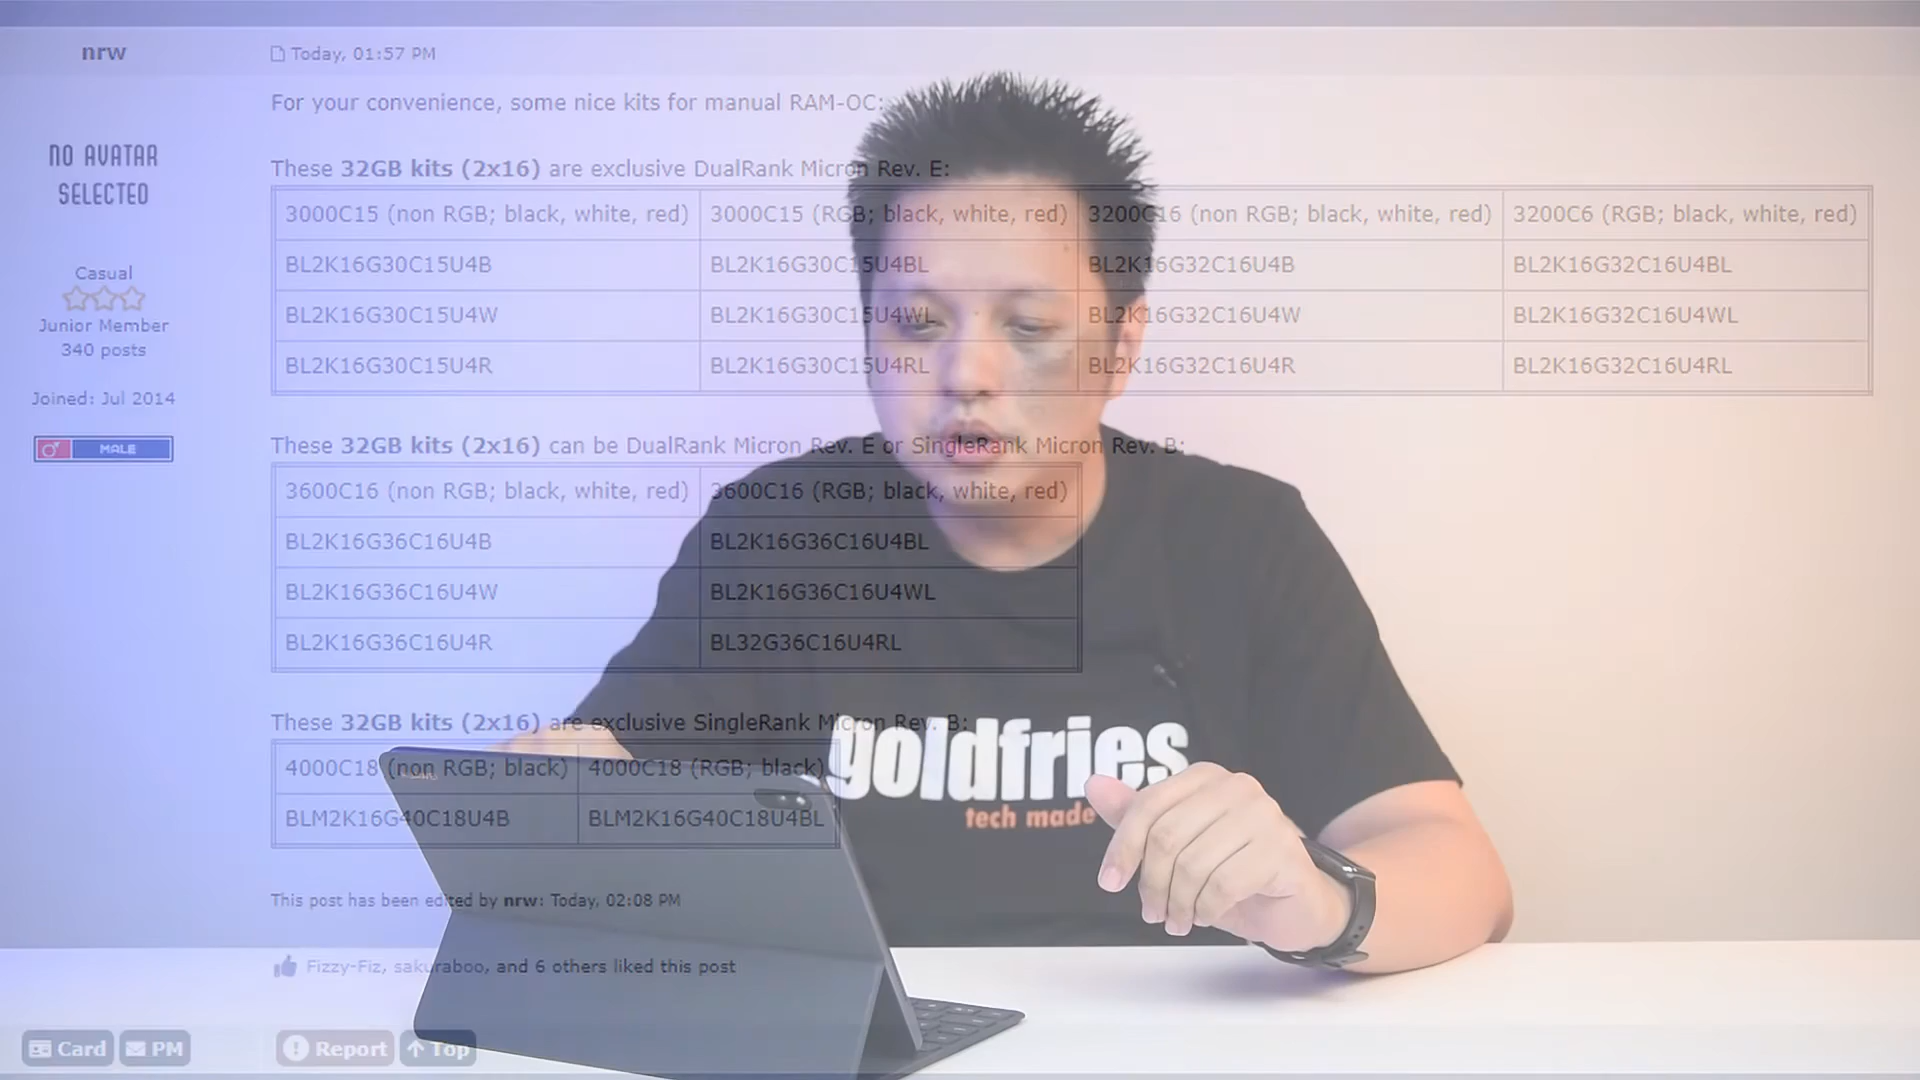 nrw
Today, 01:57 PM
For your convenience, some nice kits for manual RAM-OC:
NO AVATAR
SELECTED
Casual
Junior Member
340 posts
Joined: Jul 2014
MALE
These 32GB kits (2x16) are exclusive DualRank Micron Rev. E:
3000C15 (non RGB; black, white, red) 3000C15 (RGB; black, white, red) 3200C16 (non RGB; black, white, red) 3200C6 (RGB; black, white, red)
BL2K16G30C15U4B BL2K16G30C15U4BL BL2K16G32C16U4B BL2K16G32C16U4BL
BL2K16G30C15U4W BL2K16G30C15U4WL BL2K16G32C16U4W BL2K16G32C16U4WL
BL2K16G30C15U4R BL2K16G30C15U4RL BL2K16G32C16U4R BL2K16G32C16U4RL
These 32GB kits (2x16) can be DualRank Micron Rev. E or SingleRank Micron Rev. B:
3600C16 (non RGB; black, white, red) 3600C16 (RGB; black, white, red)
BL2K16G36C16U4B BL2K16G36C16U4BL
BL2K16G36C16U4W BL2K16G36C16U4WL
BL2K16G36C16U4R BL32G36C16U4RL
These 32GB kits (2x16) are exclusive SingleRank Micron Rev. B:
4000C18 (non RGB; black) 4000C18 (RGB; black)
BLM2K16G40C18U4B BLM2K16G40C18U4BL
goldfries
tech made
This post has been edited by nrw: Today, 02:08 PM
Fizzy-Fiz, sakuraboo, and 6 others liked this post
Card PM Report Top